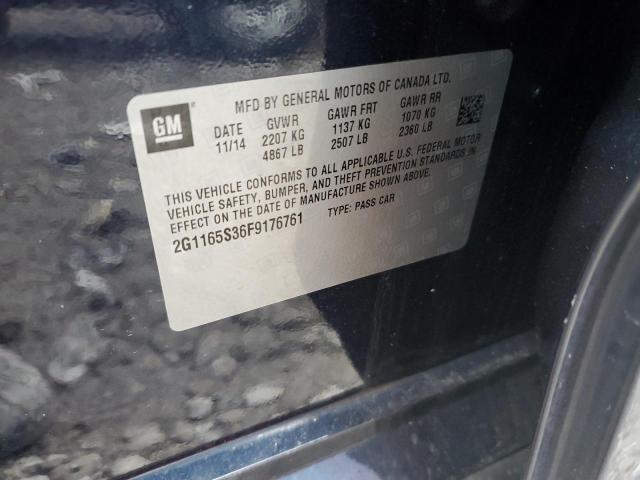 GM
MFD BY GENERAL MOTORS OF CANADA LTD.
DATE GVWR GAWR FRT GAWR RR
11/14 2207 KG 1137 KG 1070 KG
4867 LB 2507 LB 2360 LB
THIS VEHICLE CONFORMS TO ALL APPLICABLE U.S. FEDERAL MOTOR
VEHICLE SAFETY, BUMPER, AND THEFT PREVENTION STANDARDS IN
EFFECT ON THE DATE OF MANUFACTURE SHOWN ABOVE.
2G1165S36F9176761 TYPE: PASS CAR